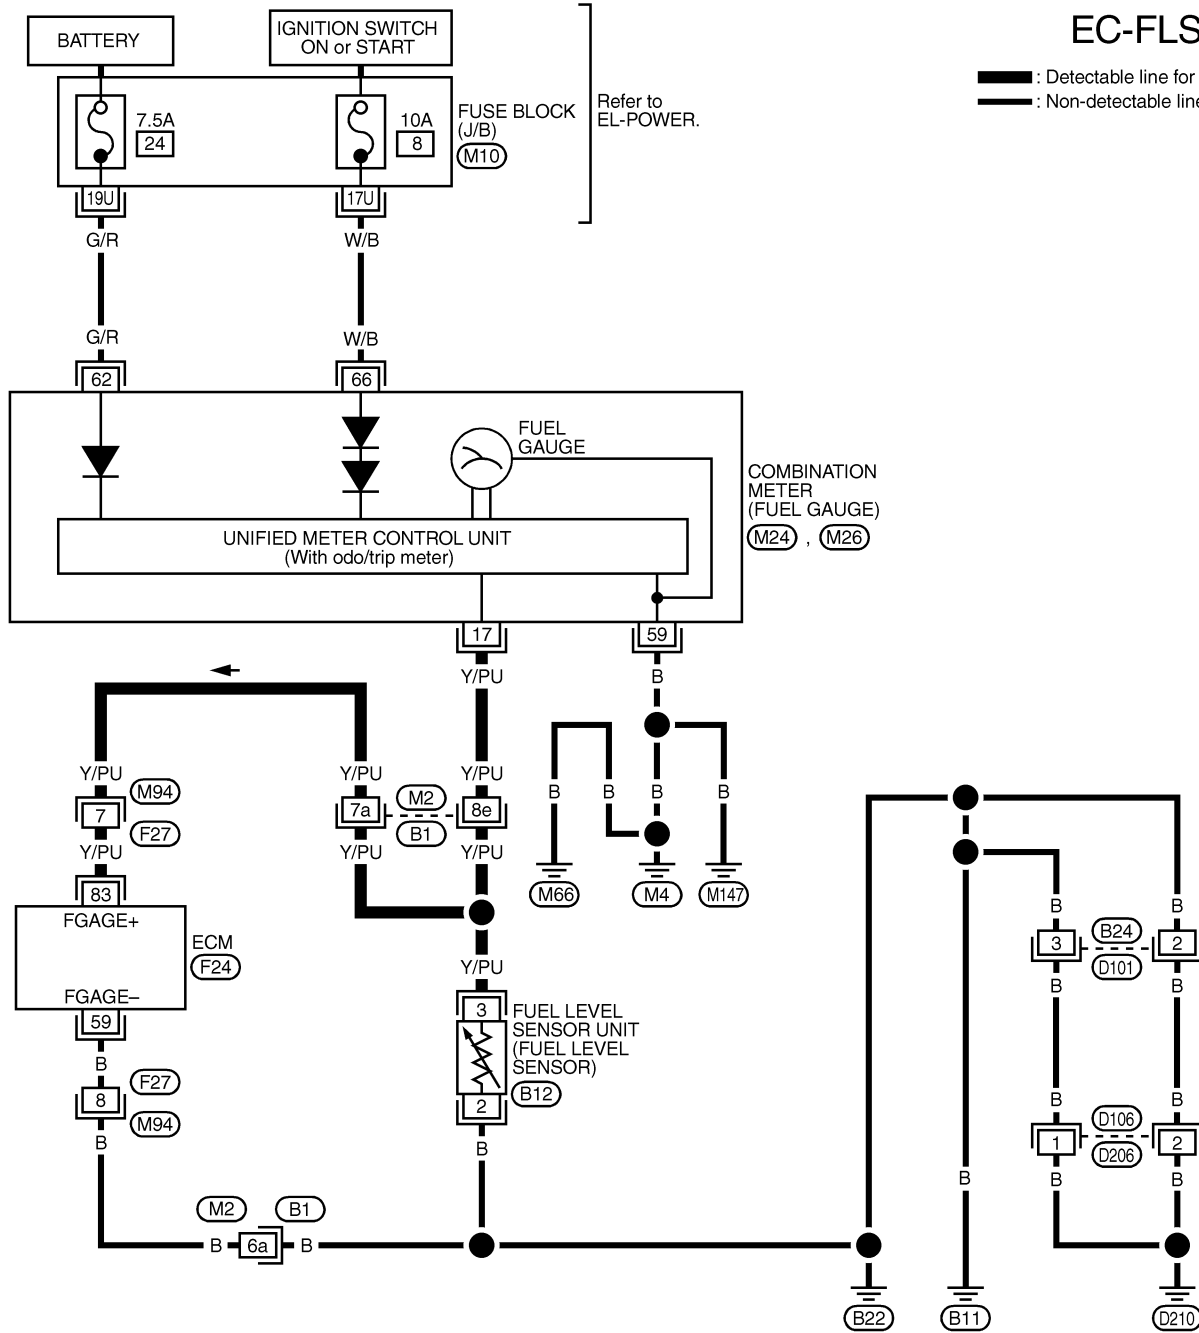 EC-FLS
: Detectable line for
: Non-detectable line
BATTERY
IGNITION SWITCH
ON or START
7.5A
24
10A
8
FUSE BLOCK
(J/B)
M10
Refer to
EL-POWER.
19U
17U
G/R
W/B
G/R
W/B
62
66
FUEL
GAUGE
UNIFIED METER CONTROL UNIT
(With odo/trip meter)
COMBINATION
METER
(FUEL GAUGE)
M24 , M26
17
59
Y/PU
B
Y/PU
Y/PU
Y/PU
B
B
B
B
M94
7
F27
7a
M2
B1
8e
Y/PU
Y/PU
Y/PU
M66
M4
M147
83
FGAGE+
ECM
F24
FGAGE–
59
Y/PU
3
FUEL LEVEL
SENSOR UNIT
(FUEL LEVEL
SENSOR)
B12
2
B
B
F27
8
M94
B
M2
B1
B
6a
B
B
B
3
B24
D101
2
B
B
B
B
1
D106
D206
2
B
B
B
B22
B11
D210